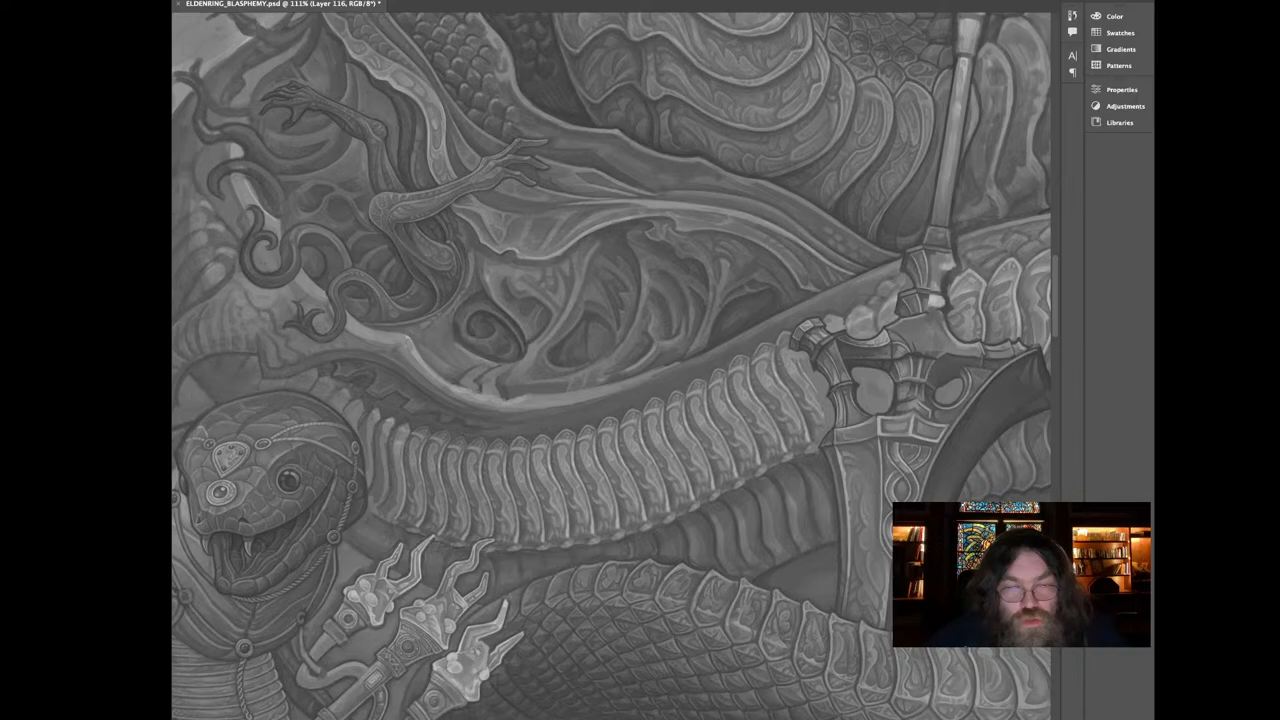 × ELDENRING_BLASPHEMY.psd @ 111% (Layer 116, RGB/8*) *
Color
Swatches
Gradients
Patterns
Properties
Adjustments
Libraries